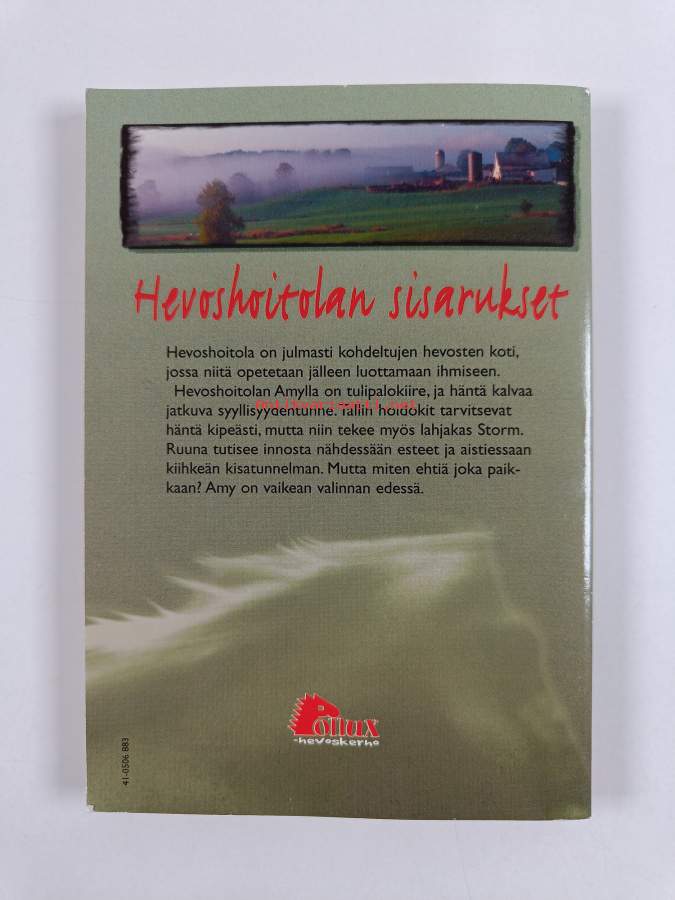 Hevoshoitolan sisarukset
Hevoshoitola on julmasti kohdeltujen hevosten koti,
jossa niitä opetetaan jälleen luottamaan ihmiseen.
Hevoshoitolan Amylla on tulipalokiire, ja häntä kalvaa
jatkuva syyllisyydentunne. Tallin hoidokit tarvitsevat
häntä kipeästi, mutta niin tekee myös lahjakas Storm.
Ruuna tutisee innosta nähdessään esteet ja aistiessaan
kiihkeän kisatunnelman. Mutta miten ehtiä joka paik-
kaan? Amy on vaikean valinnan edessä.
Pollux
-hevoskerho
41-0506 B83